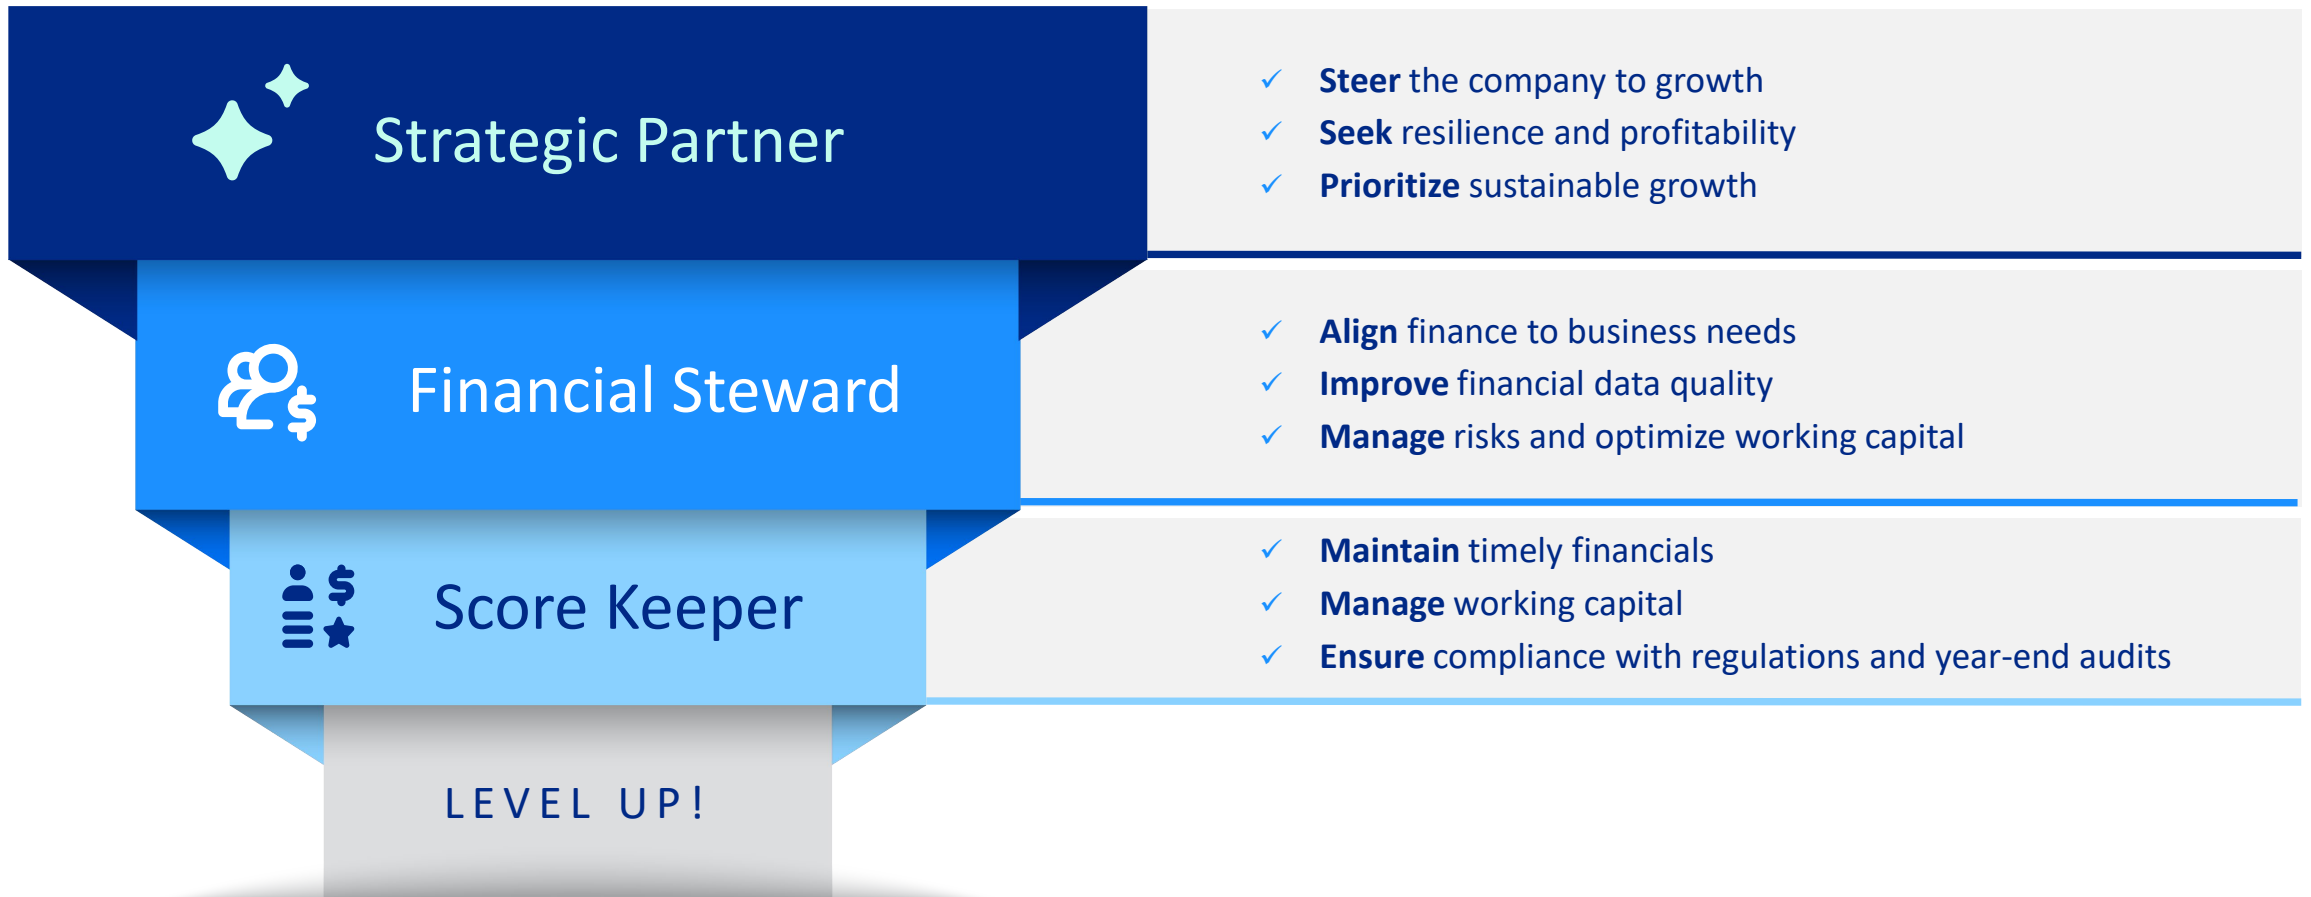 Strategic Partner
✓ Steer the company to growth
✓ Seek resilience and profitability
✓ Prioritize sustainable growth
Financial Steward
✓ Align finance to business needs
✓ Improve financial data quality
✓ Manage risks and optimize working capital
Score Keeper
✓ Maintain timely financials
✓ Manage working capital
✓ Ensure compliance with regulations and year-end audits
LEVEL UP!